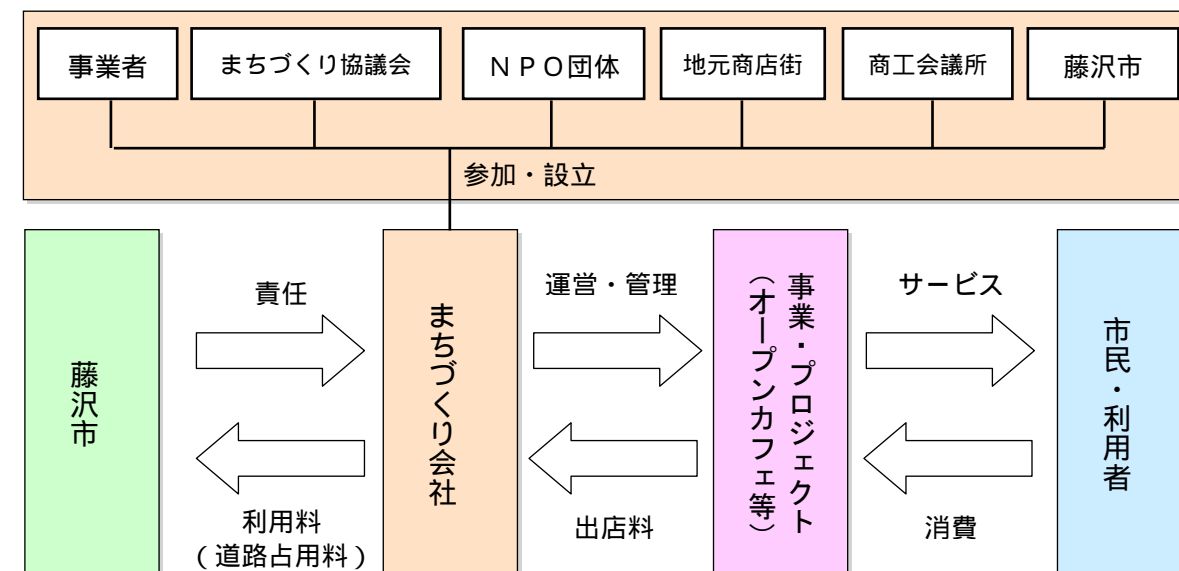 事業者
まちづくり協議会
ＮＰＯ団体
地元商店街
商工会議所
藤沢市
参加・設立
藤沢市
責任
利用料
（道路占用料）
まちづくり会社
運営・管理
出店料
事業・プロジェクト
（オープンカフェ等）
サービス
消費
市民・利用者